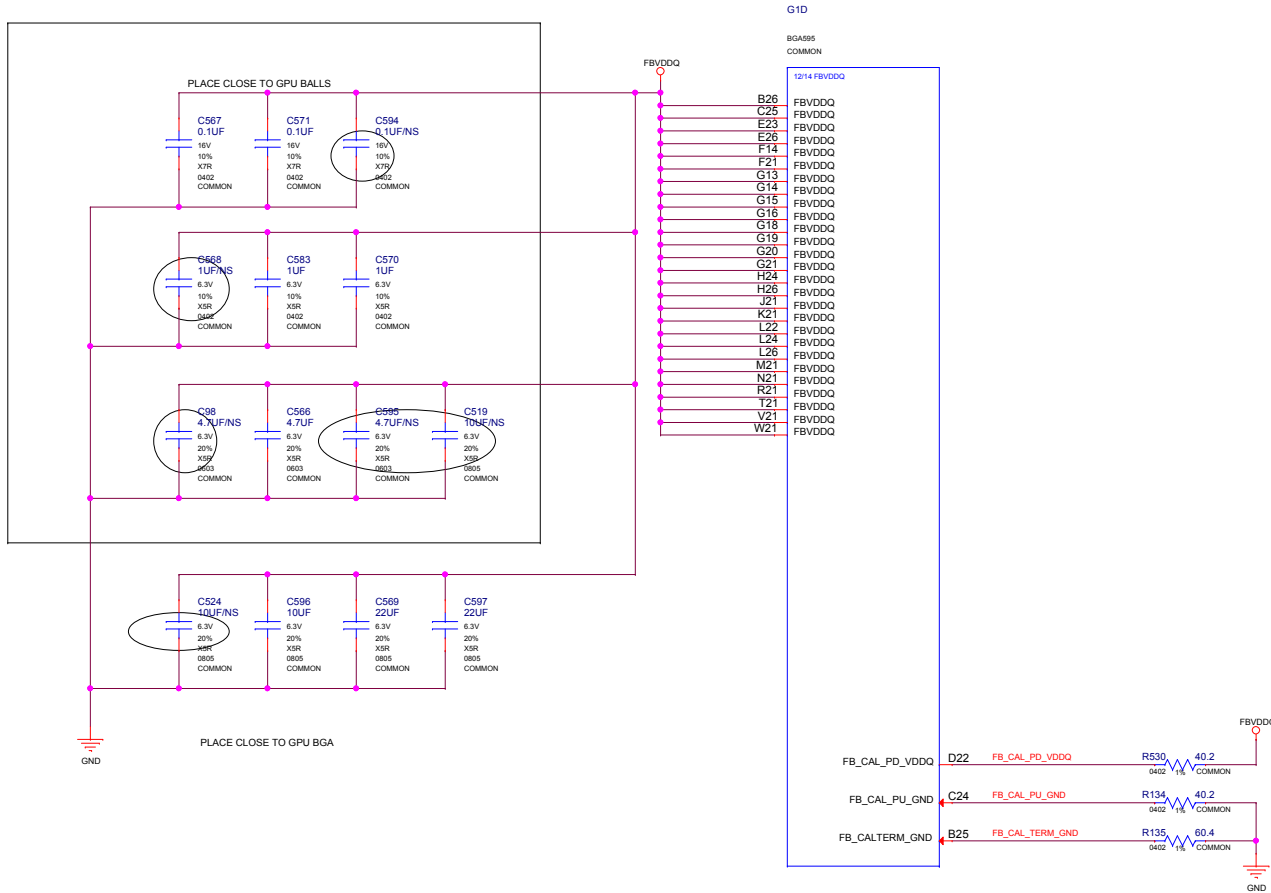 G1D
BGA595
COMMON
FBVDDQ
12/14 FBVDDQ
PLACE CLOSE TO GPU BALLS
C567
0.1UF
16V
10%
X7R
0402
COMMON
C571
0.1UF
16V
10%
X7R
0402
COMMON
C594
0.1UF/NS
16V
10%
X7R
0402
COMMON
C568
1UF/NS
6.3V
10%
X5R
0402
COMMON
C583
1UF
6.3V
10%
X5R
0402
COMMON
C570
1UF
6.3V
10%
X5R
0402
COMMON
C98
4.7UF/NS
6.3V
20%
X5R
0603
COMMON
C566
4.7UF
6.3V
20%
X5R
0603
COMMON
C595
4.7UF/NS
6.3V
20%
X5R
0603
COMMON
C519
10UF/NS
6.3V
20%
X5R
0805
COMMON
C524
10UF/NS
6.3V
20%
X5R
0805
COMMON
C596
10UF
6.3V
20%
X5R
0805
COMMON
C569
22UF
6.3V
20%
X5R
0805
COMMON
C597
22UF
6.3V
20%
X5R
0805
COMMON
GND
PLACE CLOSE TO GPU BGA
B26 FBVDDQ
C25 FBVDDQ
E23 FBVDDQ
E26 FBVDDQ
F14 FBVDDQ
F21 FBVDDQ
G13 FBVDDQ
G14 FBVDDQ
G15 FBVDDQ
G16 FBVDDQ
G18 FBVDDQ
G19 FBVDDQ
G20 FBVDDQ
G21 FBVDDQ
H24 FBVDDQ
H26 FBVDDQ
J21 FBVDDQ
K21 FBVDDQ
L22 FBVDDQ
L24 FBVDDQ
L26 FBVDDQ
M21 FBVDDQ
N21 FBVDDQ
R21 FBVDDQ
T21 FBVDDQ
V21 FBVDDQ
W21 FBVDDQ
FBVDDQ
FB_CAL_PD_VDDQ D22 FB_CAL_PD_VDDQ R530 40.2
0402 1% COMMON
FB_CAL_PU_GND C24 FB_CAL_PU_GND R134 40.2
0402 1% COMMON
FB_CALTERM_GND B25 FB_CAL_TERM_GND R135 60.4
0402 1% COMMON
GND